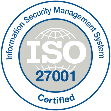 Information Security Management System
ISO
27001
Certified